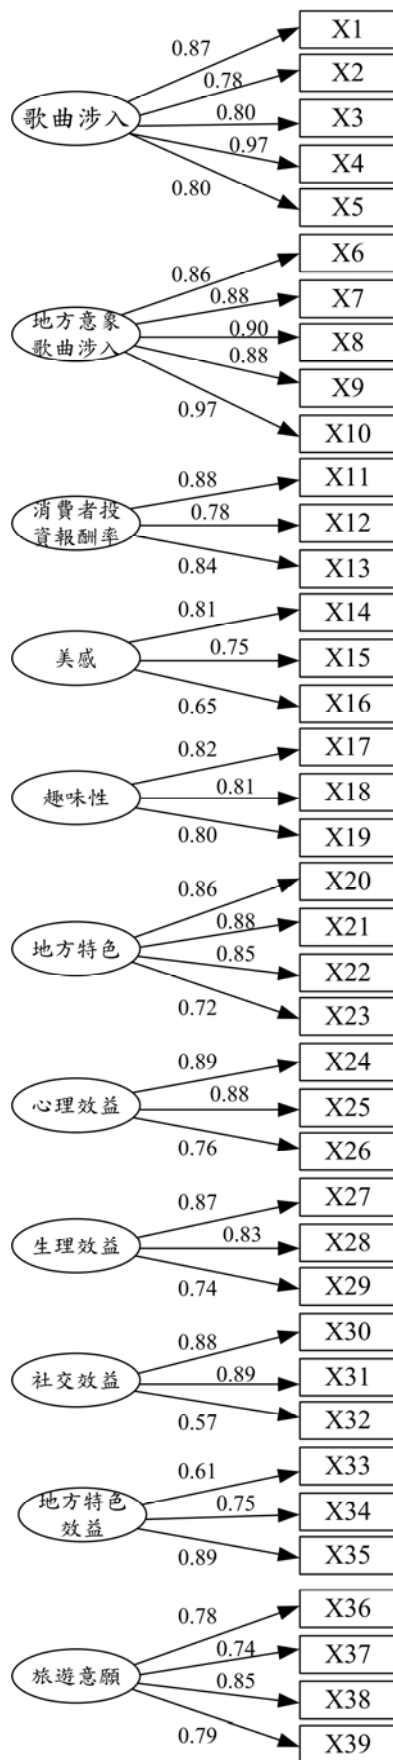 0.87
X1
0.78
X2
歌曲涉入
0.80
X3
0.97
X4
0.80
X5
0.86
X6
0.88
X7
地方意象
歌曲涉入
0.90
X8
0.88
X9
0.97
X10
0.88
X11
消費者投
資報酬率
0.78
X12
0.84
X13
0.81
X14
美感
0.75
X15
0.65
X16
0.82
X17
趣味性
0.81
X18
0.80
X19
0.86
X20
0.88
X21
地方特色
0.85
X22
0.72
X23
0.89
X24
心理效益
0.88
X25
0.76
X26
0.87
X27
生理效益
0.83
X28
0.74
X29
0.88
X30
社交效益
0.89
X31
0.57
X32
0.61
X33
地方特色
效益
0.75
X34
0.89
X35
0.78
X36
0.74
X37
旅遊意願
0.85
X38
0.79
X39